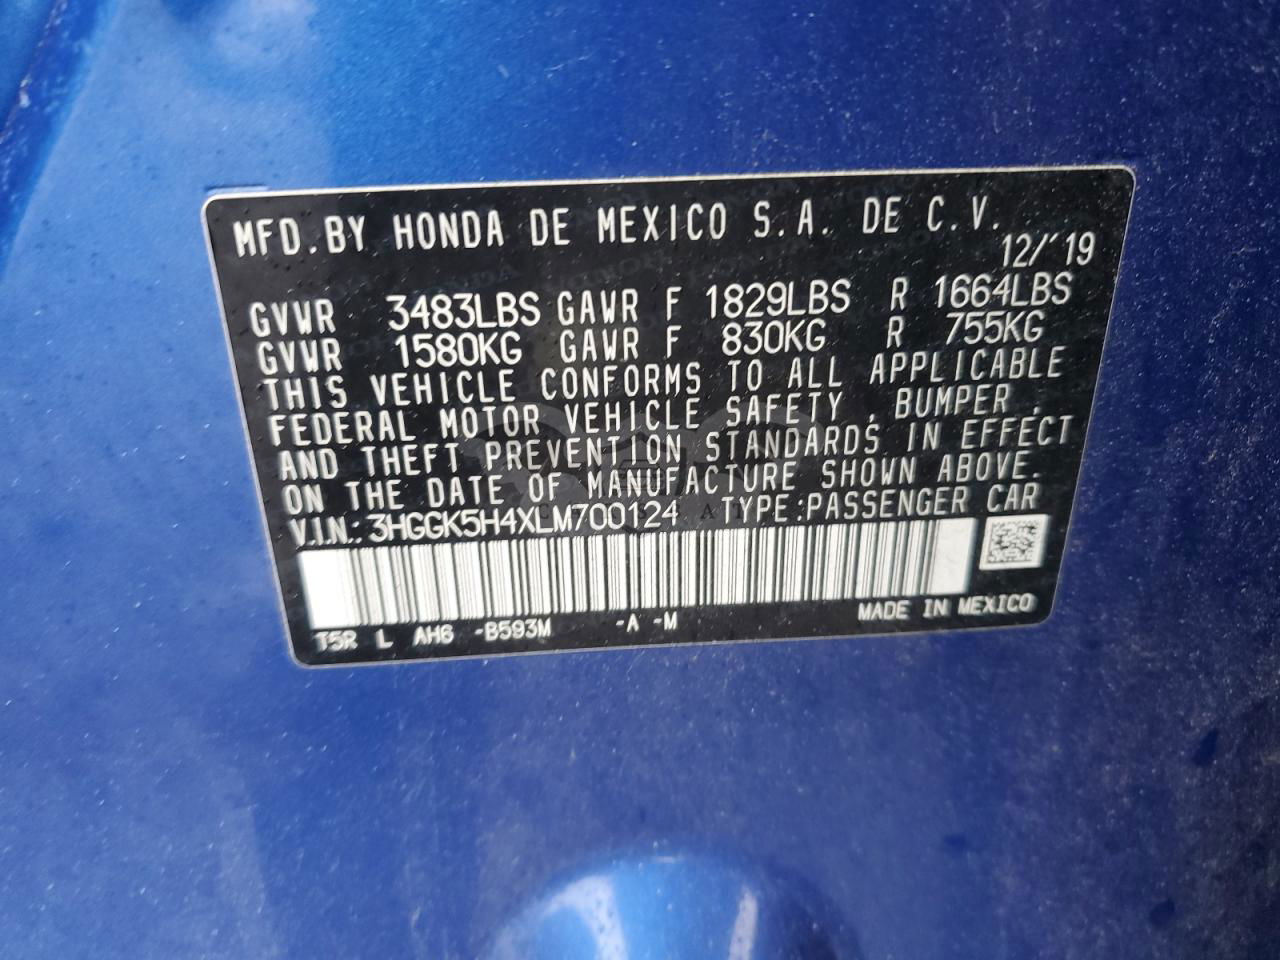 MFD.BY HONDA DE MEXICO S.A. DE C.V.
12/'19
GVWR 3483LBS GAWR F 1829LBS R 1664LBS
GVWR 1580KG GAWR F 830KG R 755KG
THIS VEHICLE CONFORMS TO ALL APPLICABLE
FEDERAL MOTOR VEHICLE SAFETY , BUMPER ,
AND THEFT PREVENTION STANDARDS IN EFFECT
ON THE DATE OF MANUFACTURE SHOWN ABOVE.
V.I.N.: 3HGGK5H4XLM700124 TYPE:PASSENGER CAR
MADE IN MEXICO
T5R L AH6 -B593M -A -M